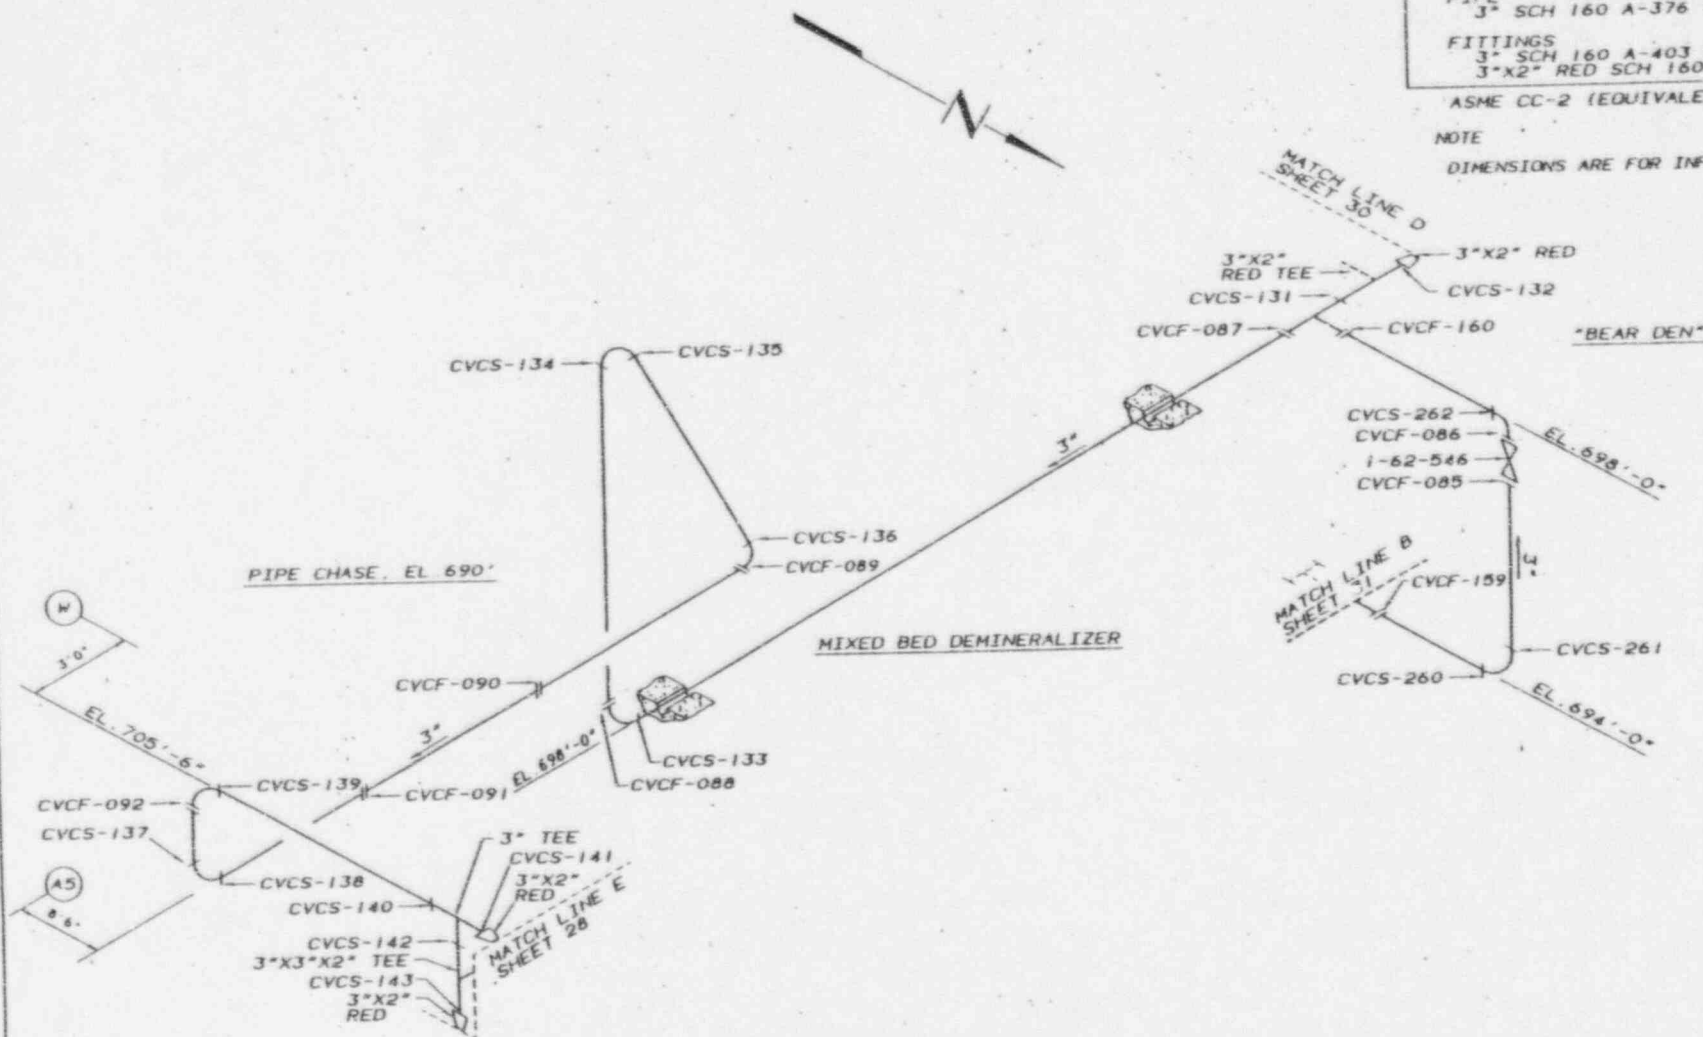 3" SCH 160 A-376
FITTINGS
3" SCH 160 A-403
3"X2" RED SCH 160
ASME CC-2 (EQUIVALE
NOTE
DIMENSIONS ARE FOR INF
N
MATCH LINE D
SHEET 30
3"X2" RED
3"X2"
RED TEE
CVCS-132
CVCS-131
CVCF-087
CVCF-160
"BEAR DEN"
CVCS-134
CVCS-135
3"
CVCS-262
CVCF-086
1-62-546
CVCF-085
EL.698'-0"
CVCS-136
CVCF-089
PIPE CHASE, EL 690'
3"
MATCH LINE B
SHEET 31
CVCF-159
MIXED BED DEMINERALIZER
CVCS-261
CVCS-260
EL.694'-0"
W
3'0"
CVCF-090
EL.705'-6"
3"
EL.698'-0"
CVCS-133
CVCF-088
CVCS-139
CVCF-091
CVCF-092
CVCS-137
3" TEE
CVCS-141
3"X2"
RED
A5
8'6"
CVCS-138
CVCS-140
MATCH LINE E
SHEET 28
CVCS-142
3"X3"X2" TEE
CVCS-143
3"X2"
RED